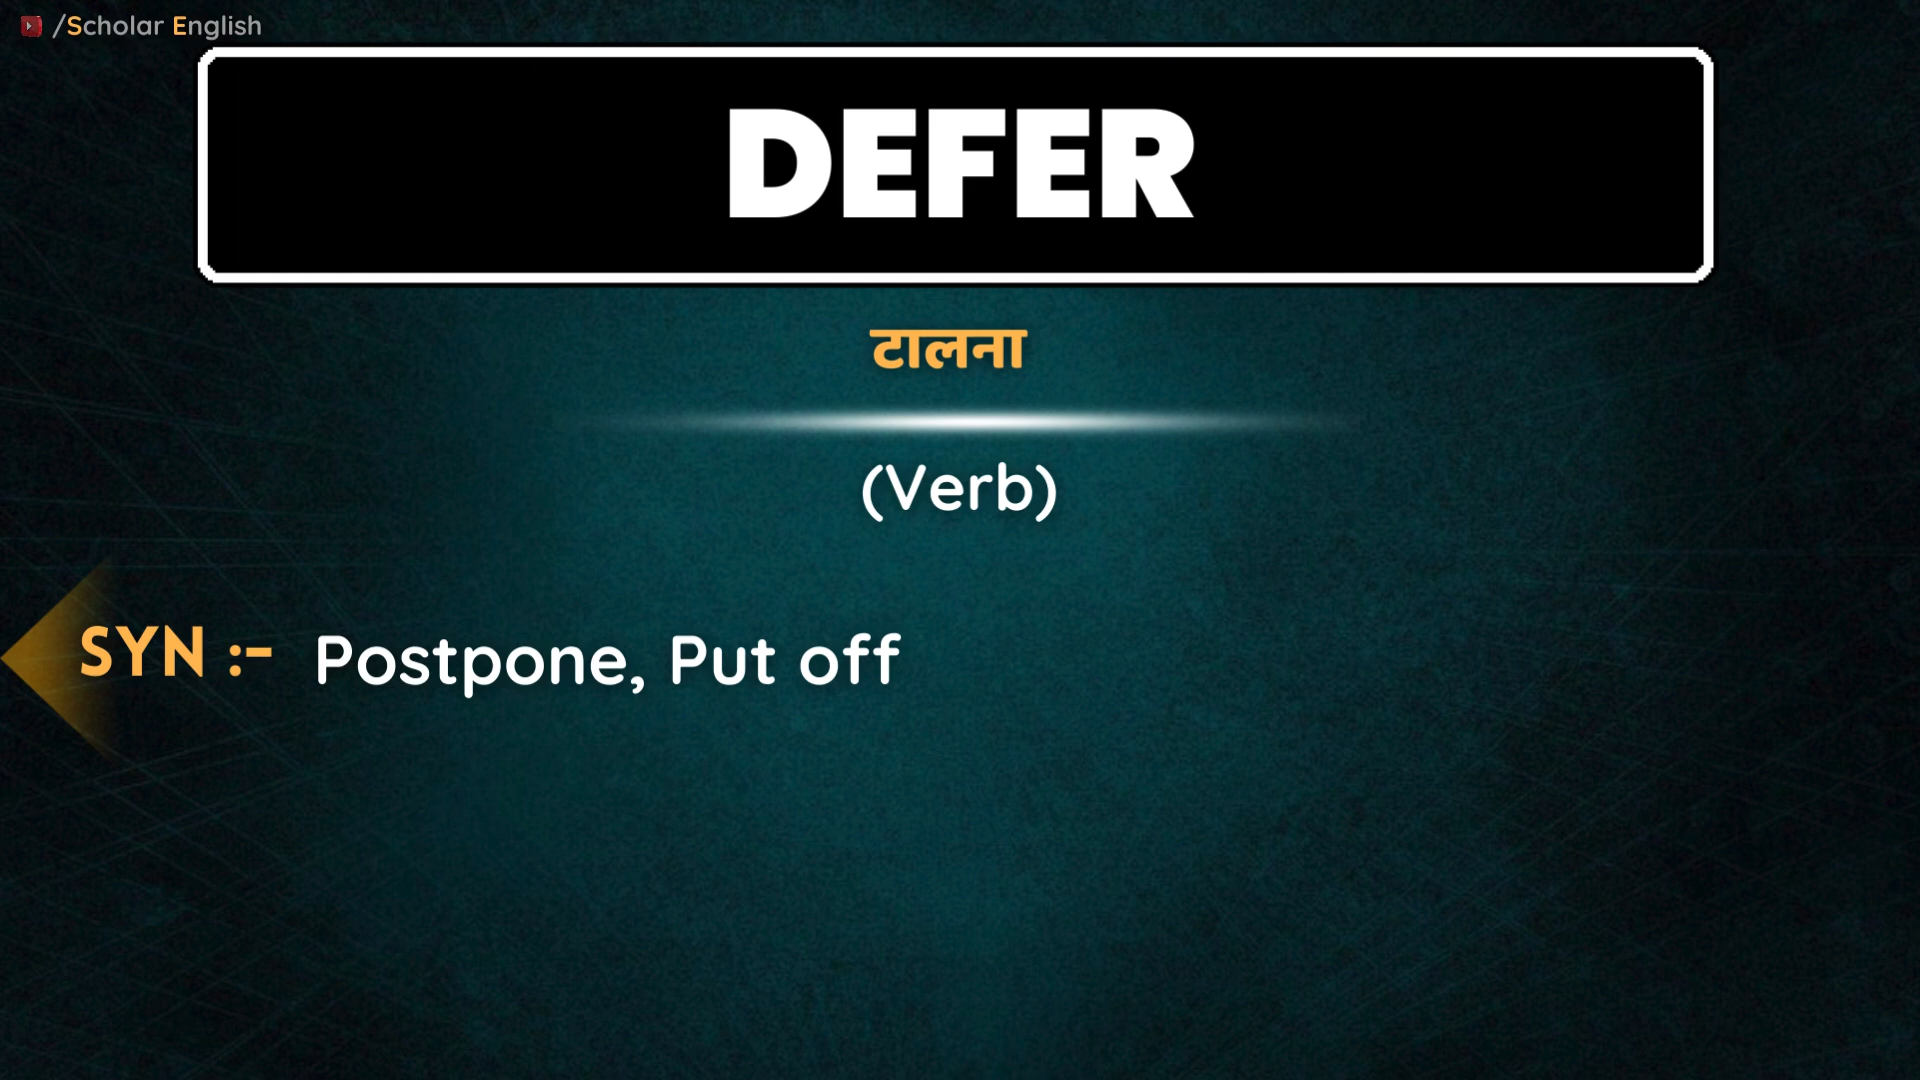 /Scholar English
DEFER
टालना
(Verb)
SYN :- Postpone, Put off